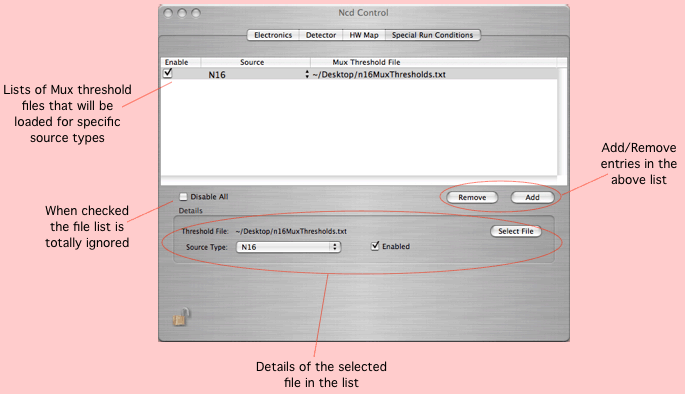 Ncd Control
Electronics Detector HW Map Special Run Conditions
Enable Source Mux Threshold File
N16 ~/Desktop/n16MuxThresholds.txt
Lists of Mux threshold
files that will be
loaded for specific
source types
Add/Remove
entries in the
above list
Disable All Remove Add
When checked
the file list is
totally ignored
Details
Threshold File: ~/Desktop/n16MuxThresholds.txt Select File
Source Type: N16 Enabled
Details of the selected
file in the list